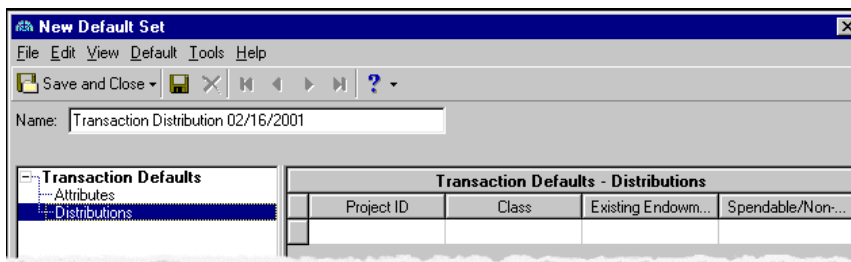 New Default Set
File Edit View Default Tools Help
Save and Close ?
Name: Transaction Distribution 02/16/2001
Transaction Defaults
Attributes
Distributions
Transaction Defaults - Distributions
Project ID Class Existing Endowm... Spendable/Non-...